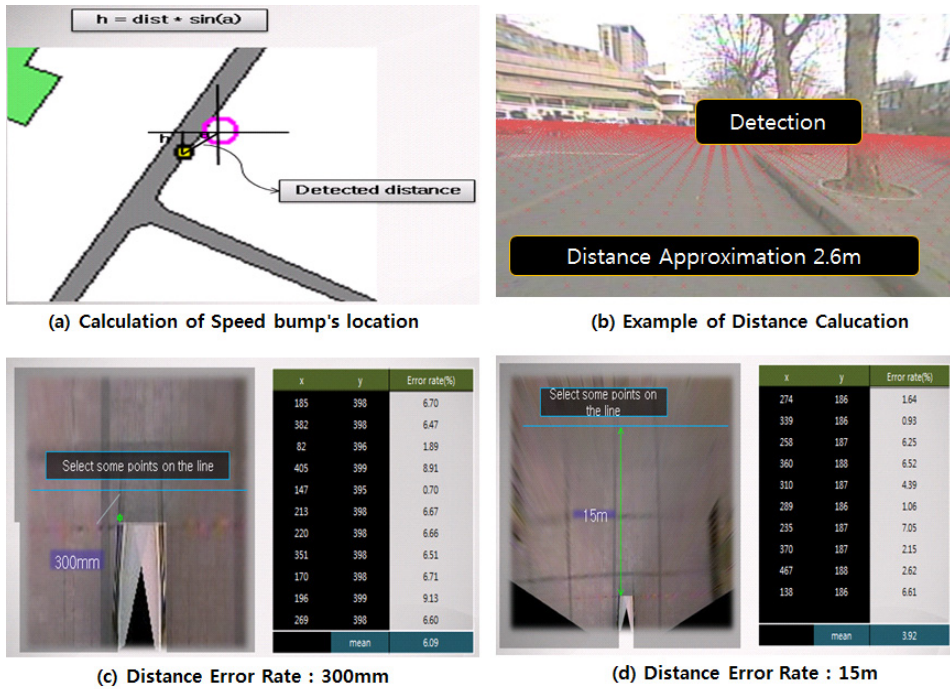 h = dist * sin(a)
h
Detected distance
(a) Calculation of Speed bump's location
Detection
Distance Approximation 2.6m
(b) Example of Distance Calucation
Select some points on the line
300mm
x y Error rate(%)
185 398 6.70
382 398 6.47
82 396 1.89
405 399 8.91
147 395 0.70
213 398 6.67
220 398 6.66
351 398 6.51
170 398 6.71
196 399 9.13
269 398 6.60
mean 6.09
(c) Distance Error Rate : 300mm
Select some points on
the line
15m
x y Error rate(%)
274 186 1.64
339 186 0.93
258 187 6.25
360 188 6.52
310 187 4.39
289 186 1.06
235 187 7.05
370 187 2.15
467 188 2.62
138 186 6.61
mean 3.92
(d) Distance Error Rate : 15m